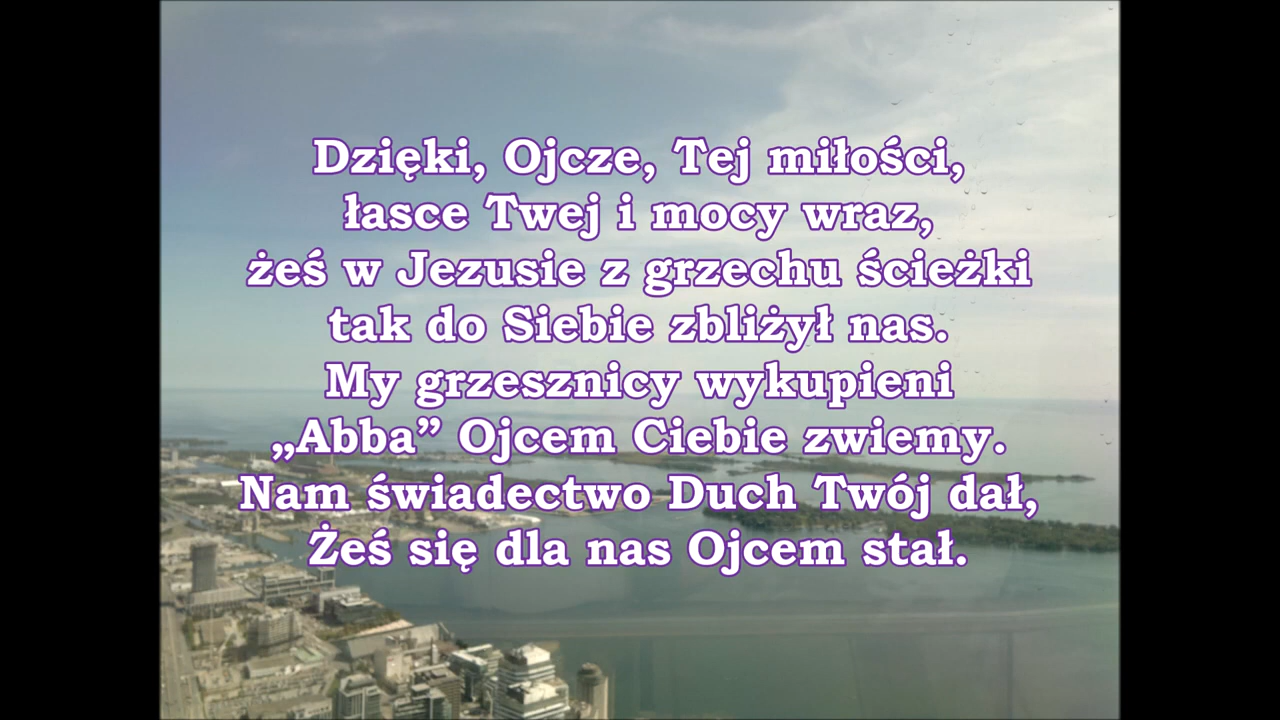 Dzięki, Ojcze, Tej miłości,
łasce Twej i mocy wraz,
żeś w Jezusie z grzechu ścieżki
tak do Siebie zbliżył nas.
My grzesznicy wykupieni
„Abba” Ojcem Ciebie zwiemy.
Nam świadectwo Duch Twój dał,
Żeś się dla nas Ojcem stał.